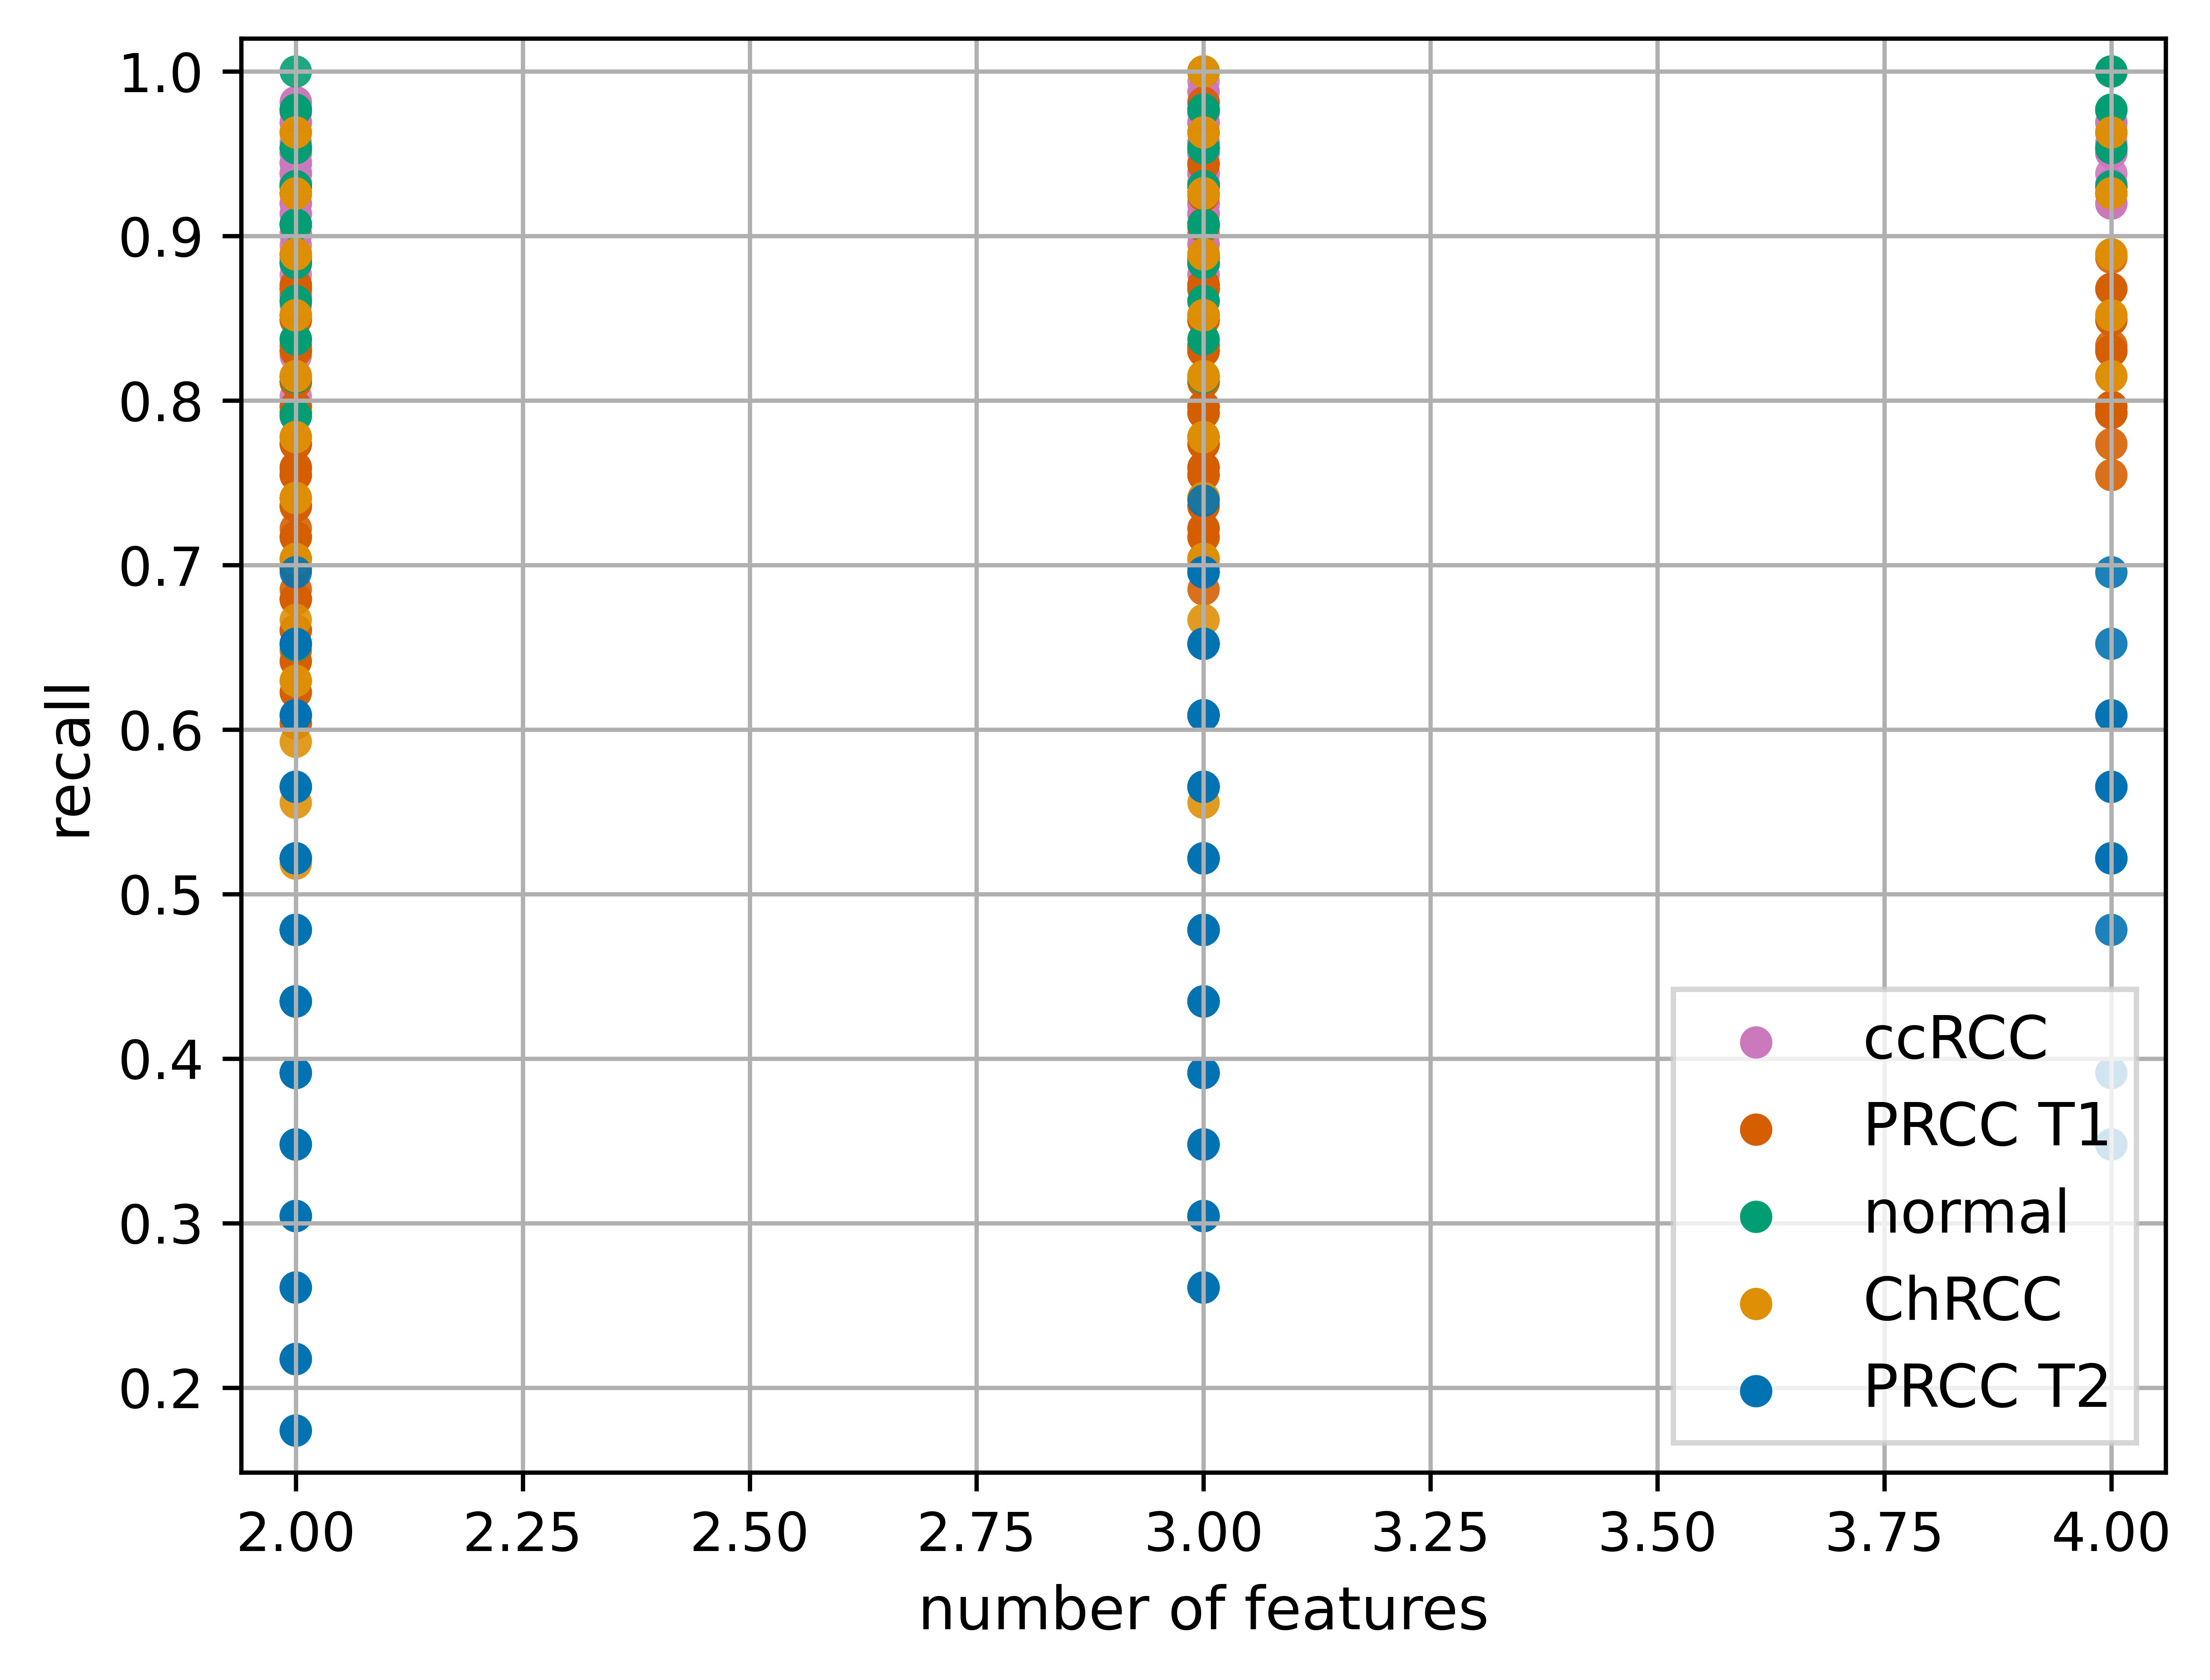 1.0
0.9
0.8
0.7
0.6
0.5
0.4
0.3
0.2
recall
ccRCC
PRCC T1
normal
ChRCC
PRCC T2
2.00 2.25 2.50 2.75 3.00 3.25 3.50 3.75 4.00
number of features